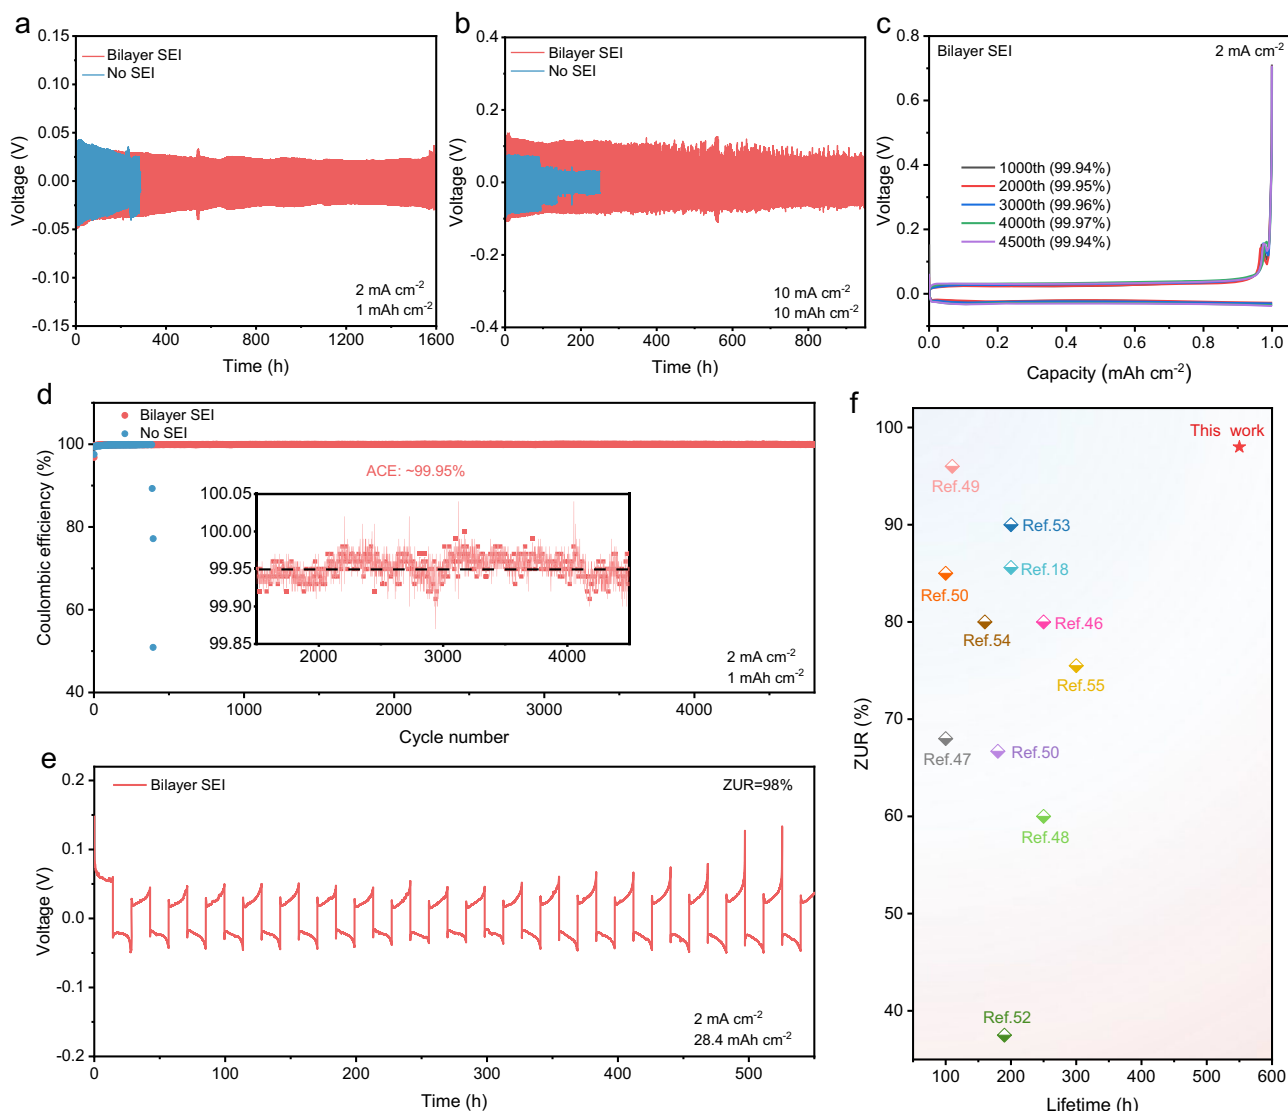 a
0.15
0.10
0.05
0.00
-0.05
-0.10
-0.15
Voltage (V)
Bilayer SEI
No SEI
2 mA cm-2
1 mAh cm-2
0 400 800 1200 1600
Time (h)
b
0.4
0.2
0.0
-0.2
-0.4
Voltage (V)
Bilayer SEI
No SEI
10 mA cm-2
10 mAh cm-2
0 200 400 600 800
Time (h)
c
0.8
0.6
0.4
0.2
0.0
Voltage (V)
Bilayer SEI 2 mA cm-2
1000th (99.94%)
2000th (99.95%)
3000th (99.96%)
4000th (99.97%)
4500th (99.94%)
0.0 0.2 0.4 0.6 0.8 1.0
Capacity (mAh cm-2)
d
Bilayer SEI
No SEI
100
80
60
40
Coulombic efficiency (%)
ACE: ~99.95%
100.05
100.00
99.95
99.90
99.85
2000 3000 4000
2 mA cm-2
1 mAh cm-2
0 1000 2000 3000 4000
Cycle number
e
0.2
0.1
0.0
-0.1
-0.2
Voltage (V)
Bilayer SEI ZUR=98%
2 mA cm-2
28.4 mAh cm-2
0 100 200 300 400 500
Time (h)
f
100
90
80
70
60
50
40
ZUR (%)
This work
Ref.49
Ref.53
Ref.18
Ref.50
Ref.54
Ref.46
Ref.55
Ref.47
Ref.50
Ref.48
Ref.52
100 200 300 400 500 600
Lifetime (h)